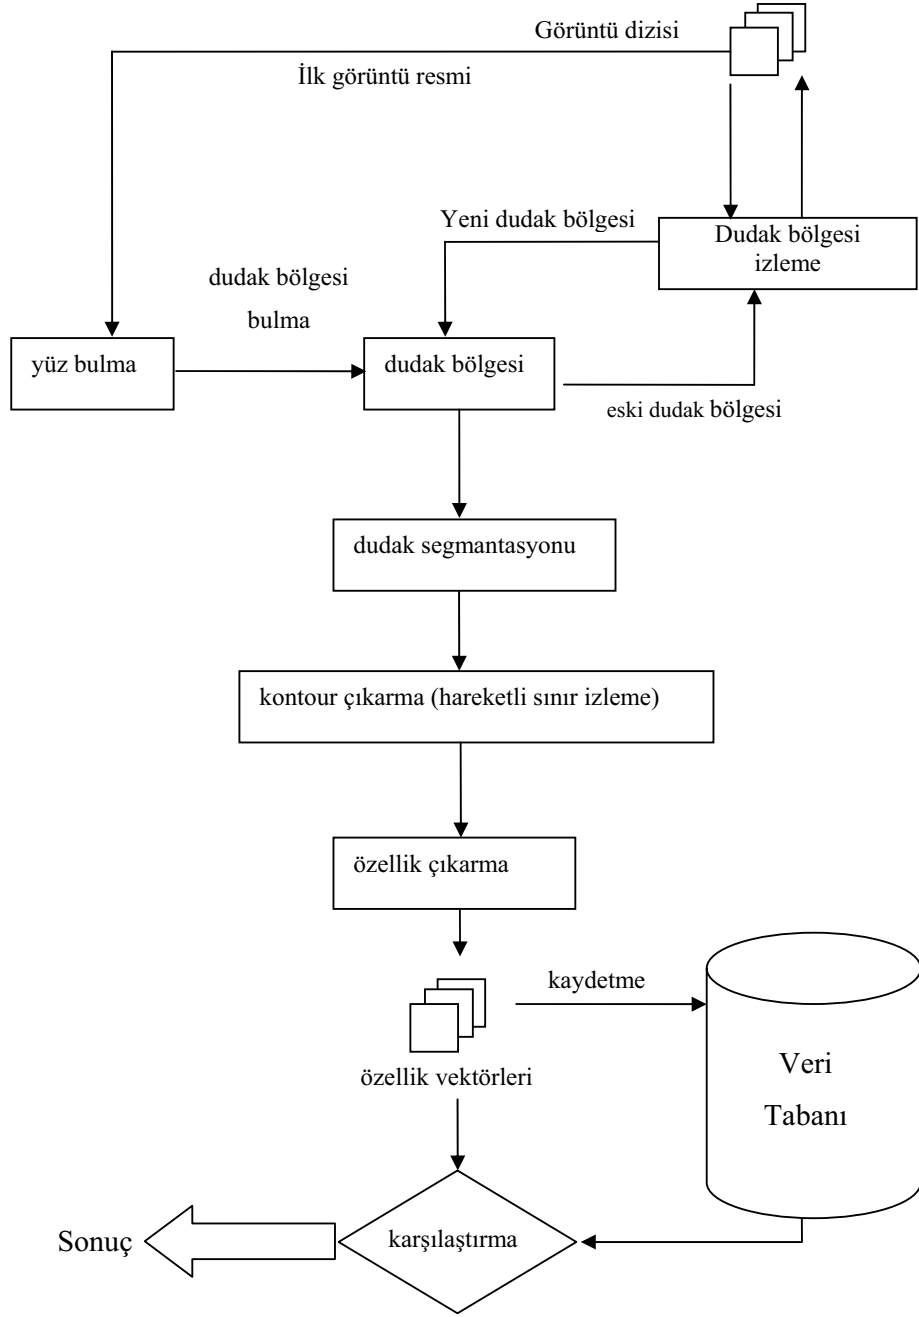 Görüntü dizisi
İlk görüntü resmi
Yeni dudak bölgesi
Dudak bölgesi
izleme
dudak bölgesi
bulma
yüz bulma
dudak bölgesi
eski dudak bölgesi
dudak segmantasyonu
kontour çıkarma (hareketli sınır izleme)
özellik çıkarma
kaydetme
özellik vektörleri
Veri
Tabanı
karşılaştırma
Sonuç